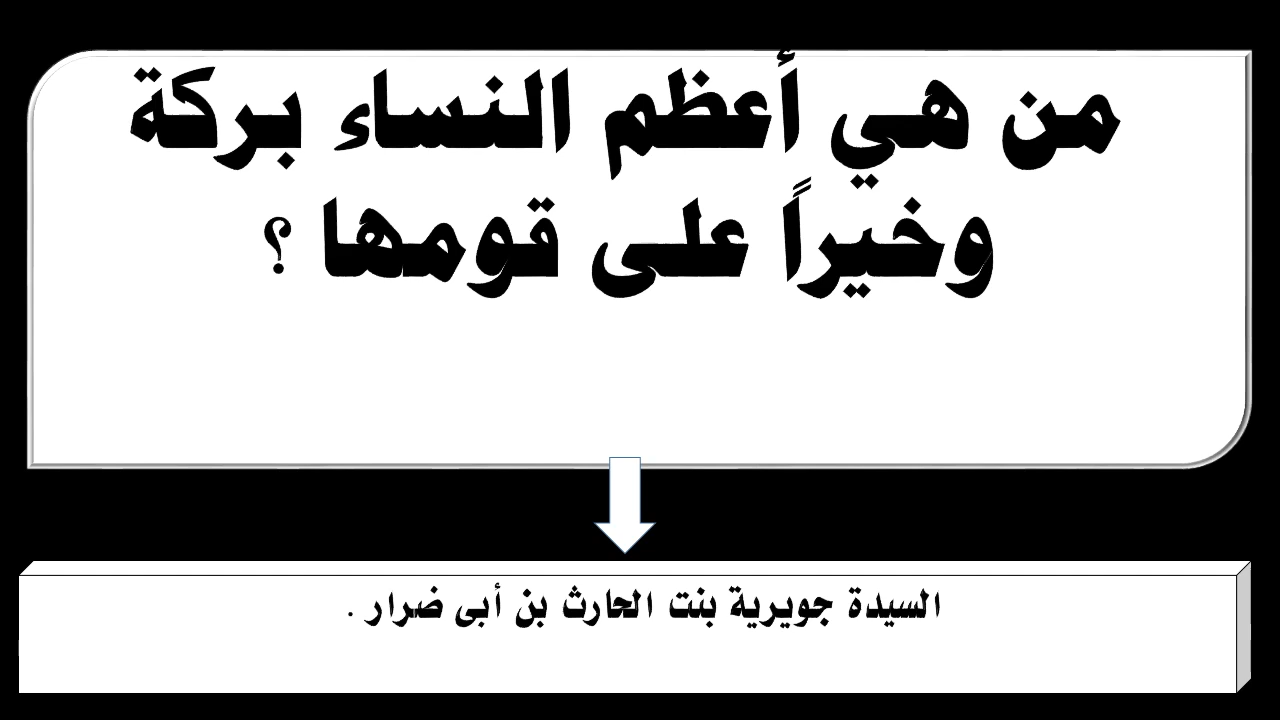 من هي أعظم النساء بركة
وخيراً على قومها ؟
السيدة جويرية بنت الحارث بن أبى ضرار .